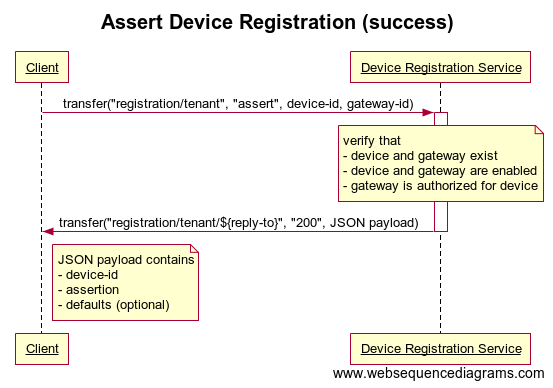 Assert Device Registration (success)
Client
Device Registration Service
transfer("registration/tenant", "assert", device-id, gateway-id)
verify that
- device and gateway exist
- device and gateway are enabled
- gateway is authorized for device
transfer("registration/tenant/${reply-to}", "200", JSON payload)
JSON payload contains
- device-id
- assertion
- defaults (optional)
Client
Device Registration Service
www.websequencediagrams.com